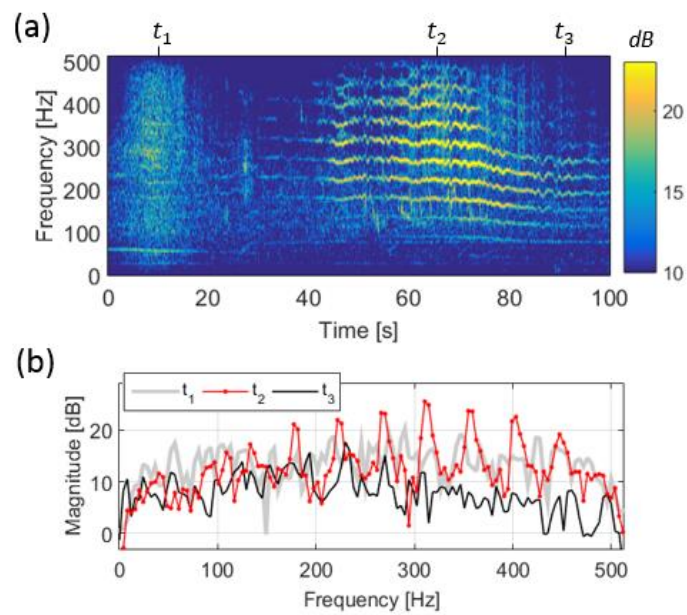 (a)
t1 t2 t3 dB
500
400
300
200
100
0
Frequency [Hz]
0 20 40 60 80 100
Time [s]
20
15
10
(b)
t1 t2 t3
20
10
0
Magnitude [dB]
0 100 200 300 400 500
Frequency [Hz]